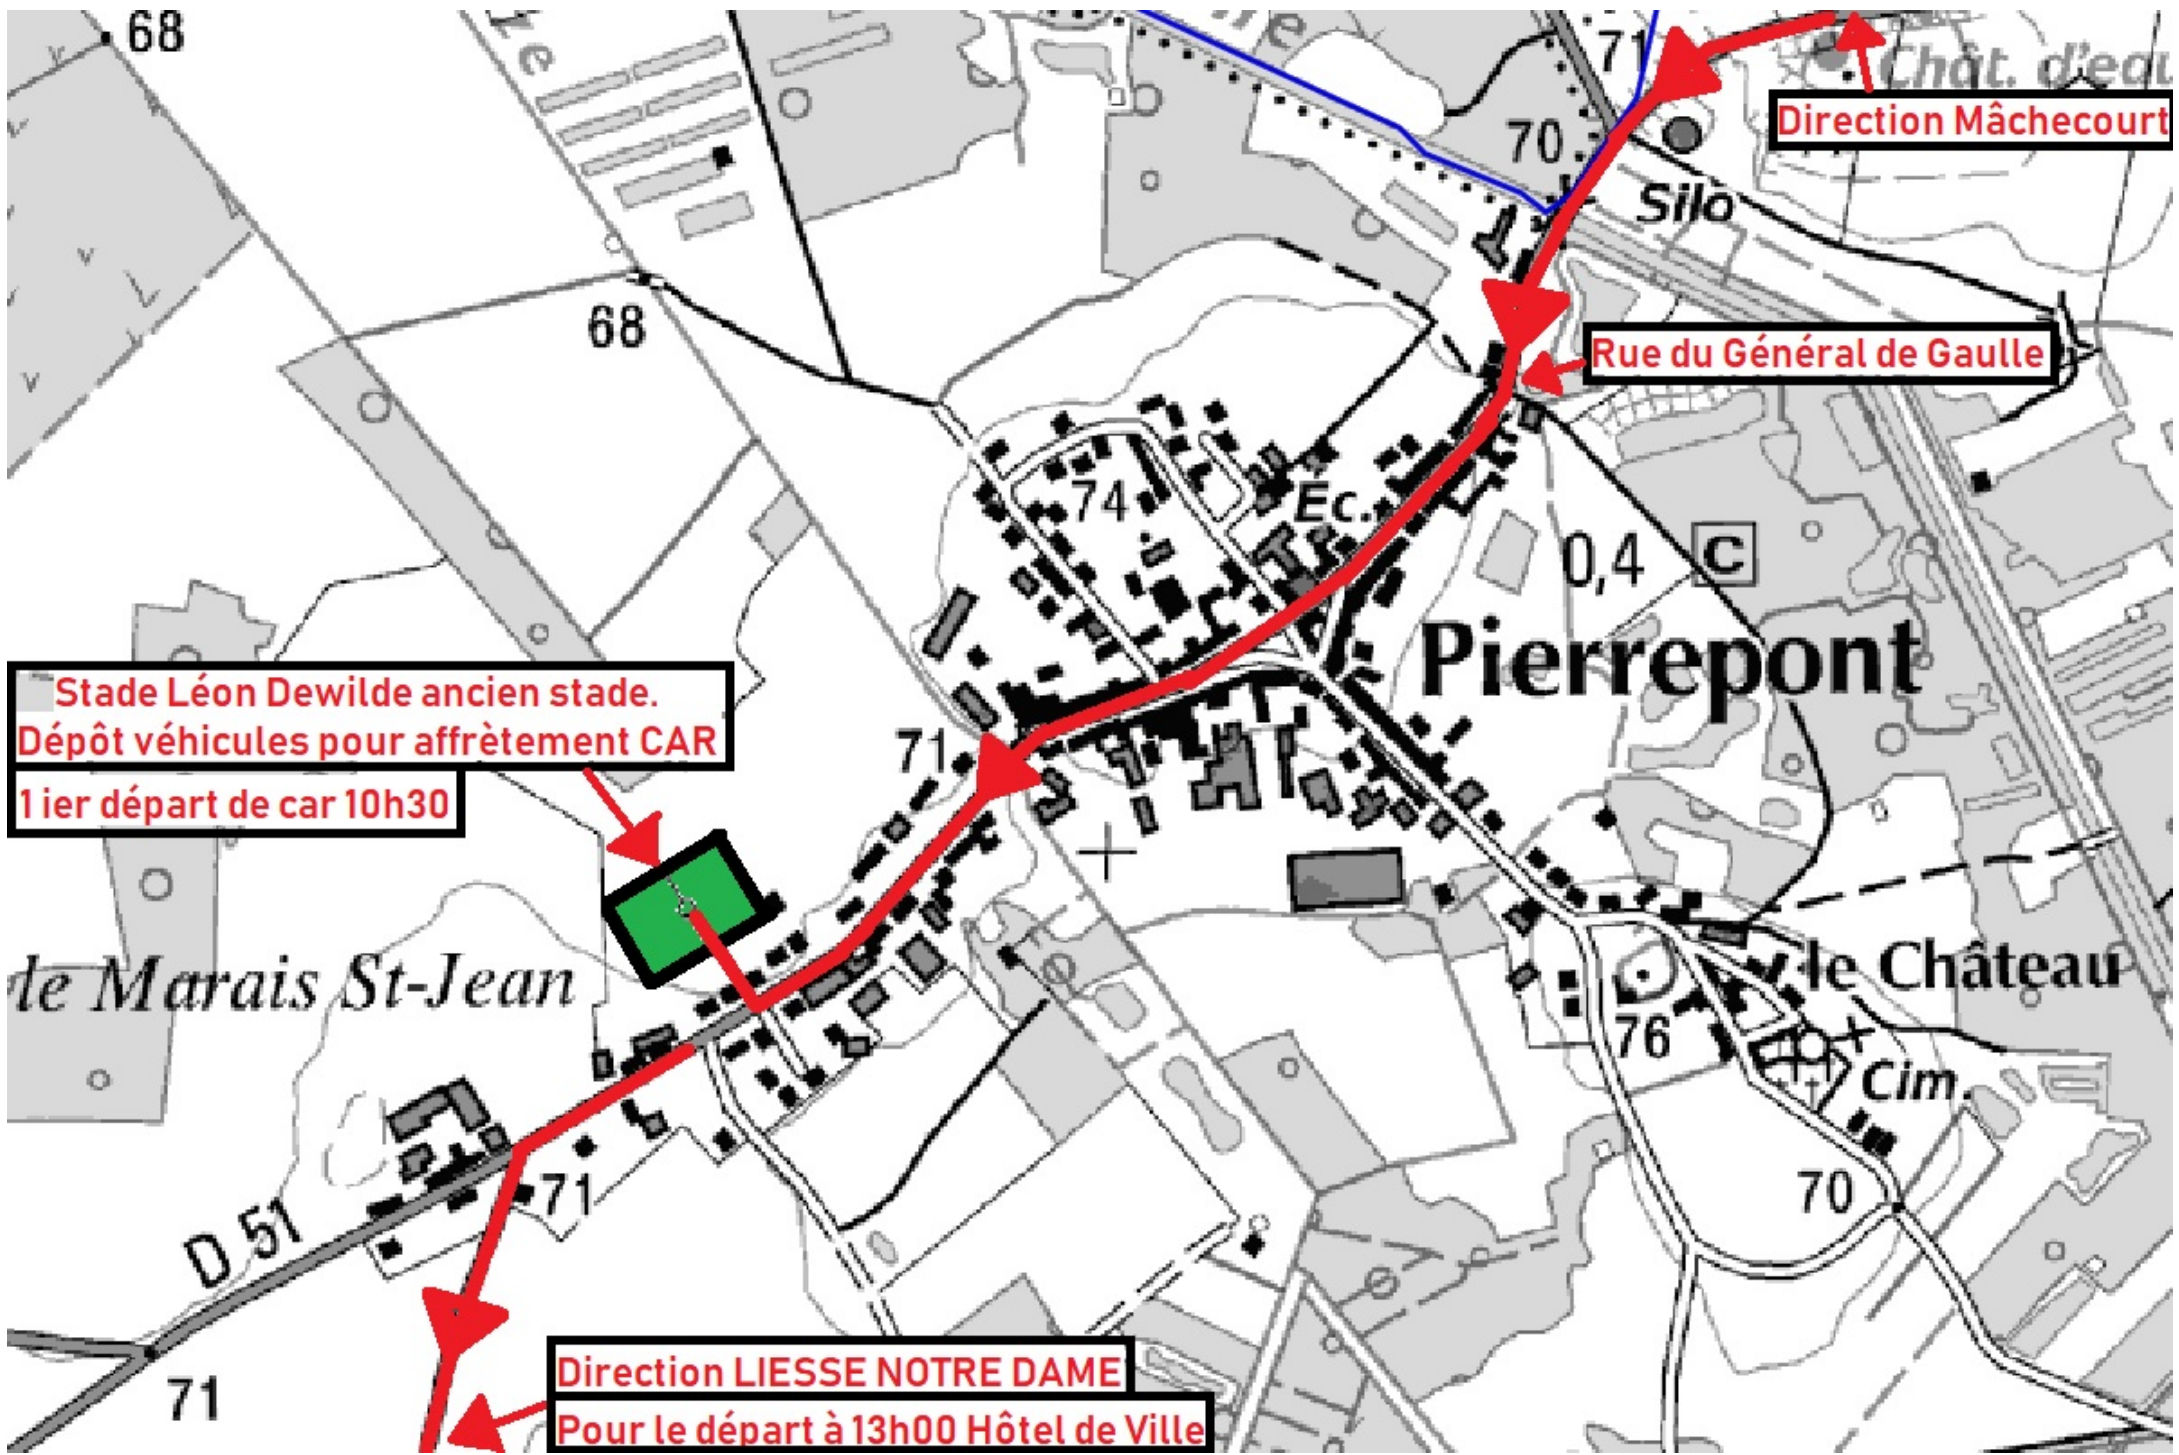 68
ze
ne
71
Chât. d'eau
Direction Mâchecourt
70
Silo
68
Rue du Général de Gaulle
74
Ec.
0,4
C
Pierrepont
Stade Léon Dewilde ancien stade.
Dépôt véhicules pour affrètement CAR
1 ier départ de car 10h30
71
le Marais St-Jean
le Château
76
Cim.
71
70
D 51
71
Direction LIESSE NOTRE DAME
Pour le départ à 13h00 Hôtel de Ville